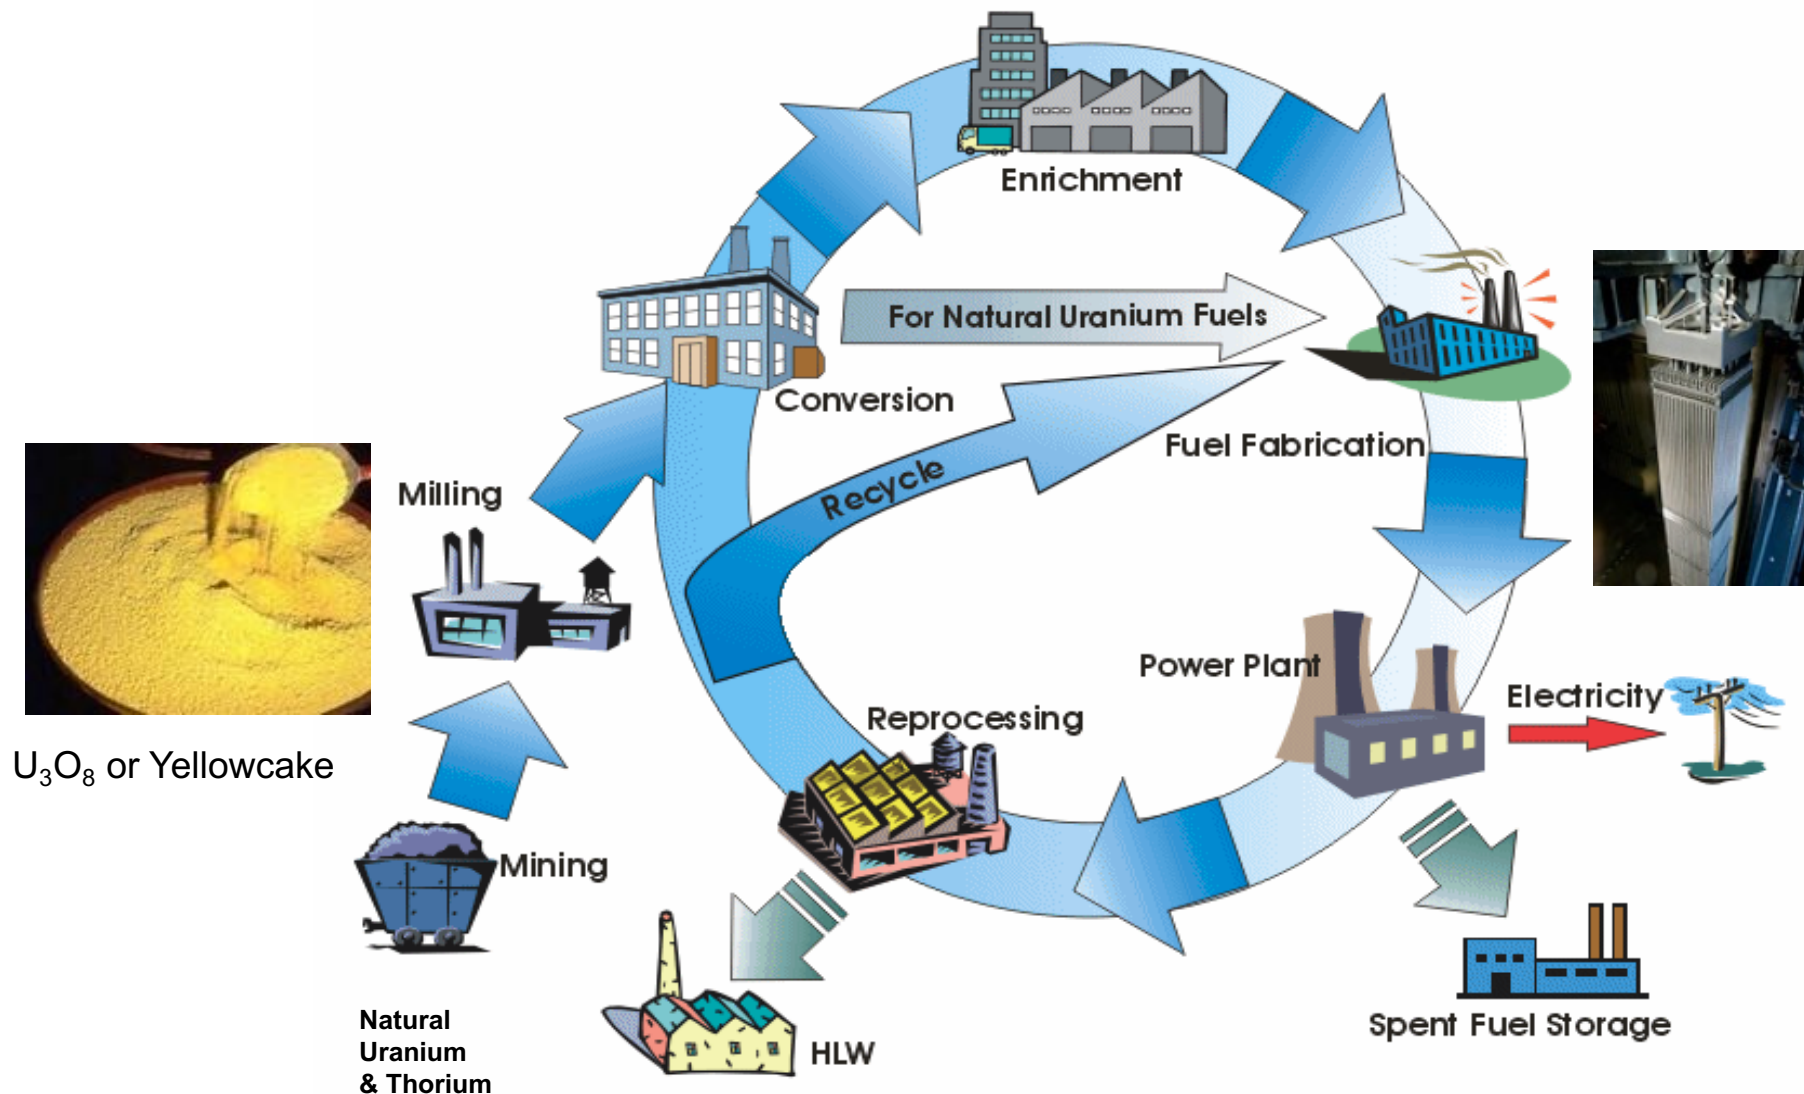 Enrichment
For Natural Uranium Fuels
Conversion
Fuel Fabrication
Recycle
Milling
Power Plant
Electricity
Reprocessing
U₃O₈ or Yellowcake
Mining
Natural
Uranium
& Thorium
HLW
Spent Fuel Storage